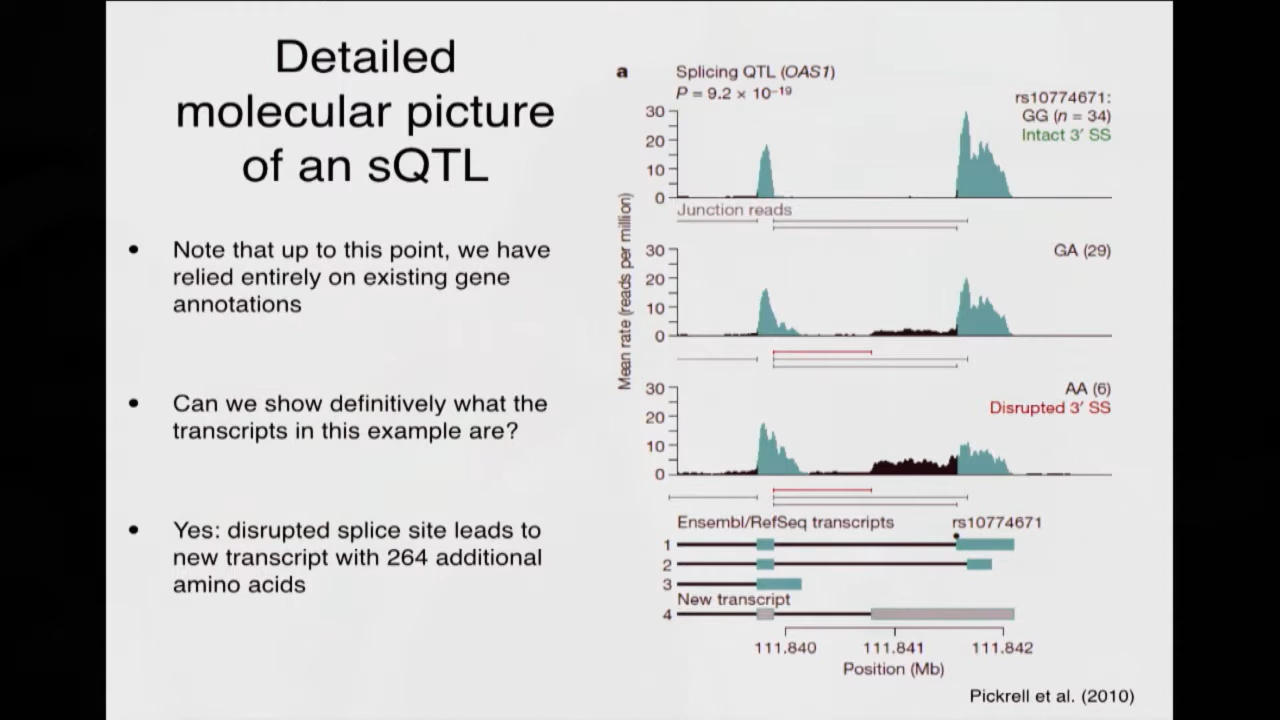 Detailed
molecular picture
of an sQTL
• Note that up to this point, we have
relied entirely on existing gene
annotations
• Can we show definitively what the
transcripts in this example are?
• Yes: disrupted splice site leads to
new transcript with 264 additional
amino acids
a Splicing QTL (OAS1)
P = 9.2 × 10⁻¹⁹
rs10774671:
GG (n = 34)
Intact 3′ SS
30
20
10
0
Junction reads
Mean rate (reads per million)
GA (29)
30
20
10
0
AA (6)
Disrupted 3′ SS
30
20
10
0
Ensembl/RefSeq transcripts rs10774671
1
2
3
New transcript
4
111.840 111.841 111.842
Position (Mb)
Pickrell et al. (2010)